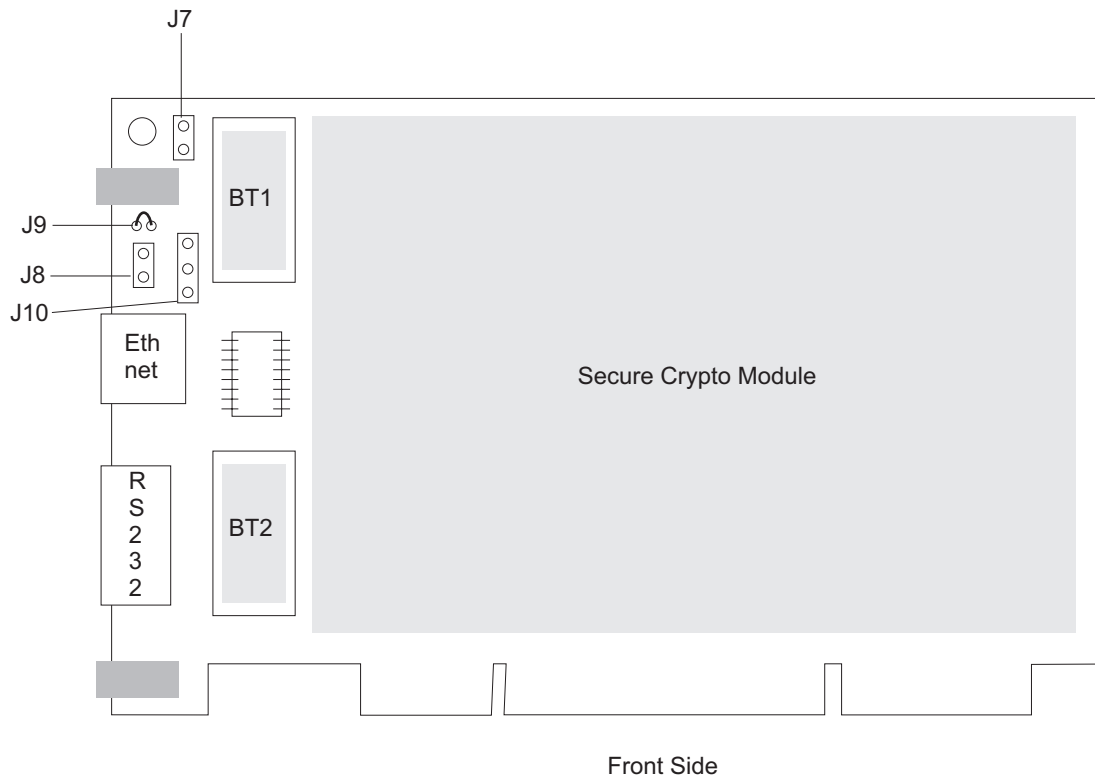 J7
BT1
J9
J8
J10
Eth
net
Secure Crypto Module
R
S
2
3
2
BT2
Front Side